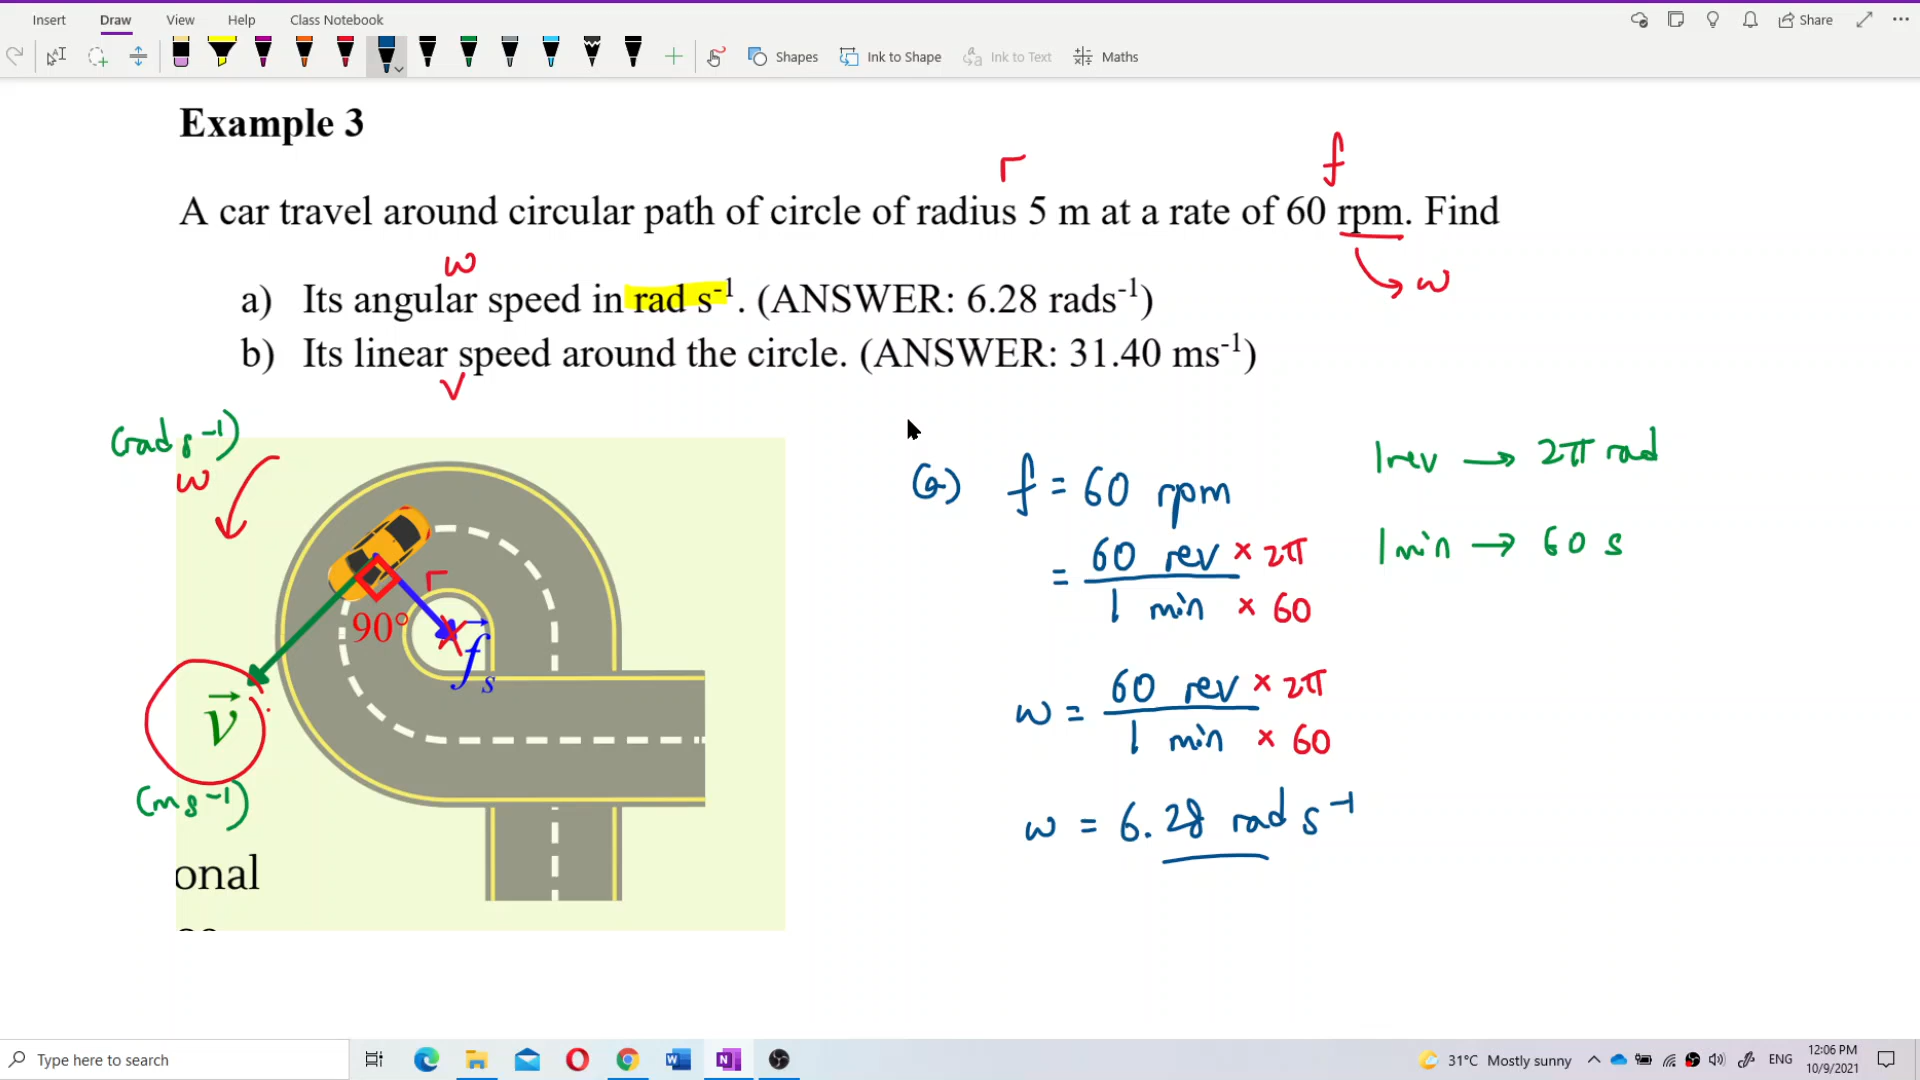 Insert Draw View Help Class Notebook Share
Shapes Ink to Shape Ink to Text Maths
Example 3
r f
A car travel around circular path of circle of radius 5 m at a rate of 60 rpm. Find
ω → ω
a) Its angular speed in rad s⁻¹. (ANSWER: 6.28 rads⁻¹)
b) Its linear speed around the circle. (ANSWER: 31.40 ms⁻¹)
v
(rad s⁻¹)
ω
r
90°
f⃗s
v⃗
(ms⁻¹)
onal
(a) f = 60 rpm
= 60 rev × 2π
1 min × 60
ω = 60 rev × 2π
1 min × 60
ω = 6.28 rad s⁻¹
1 rev → 2π rad
1 min → 60 s
Type here to search
31°C Mostly sunny ENG 12:06 PM
10/9/2021